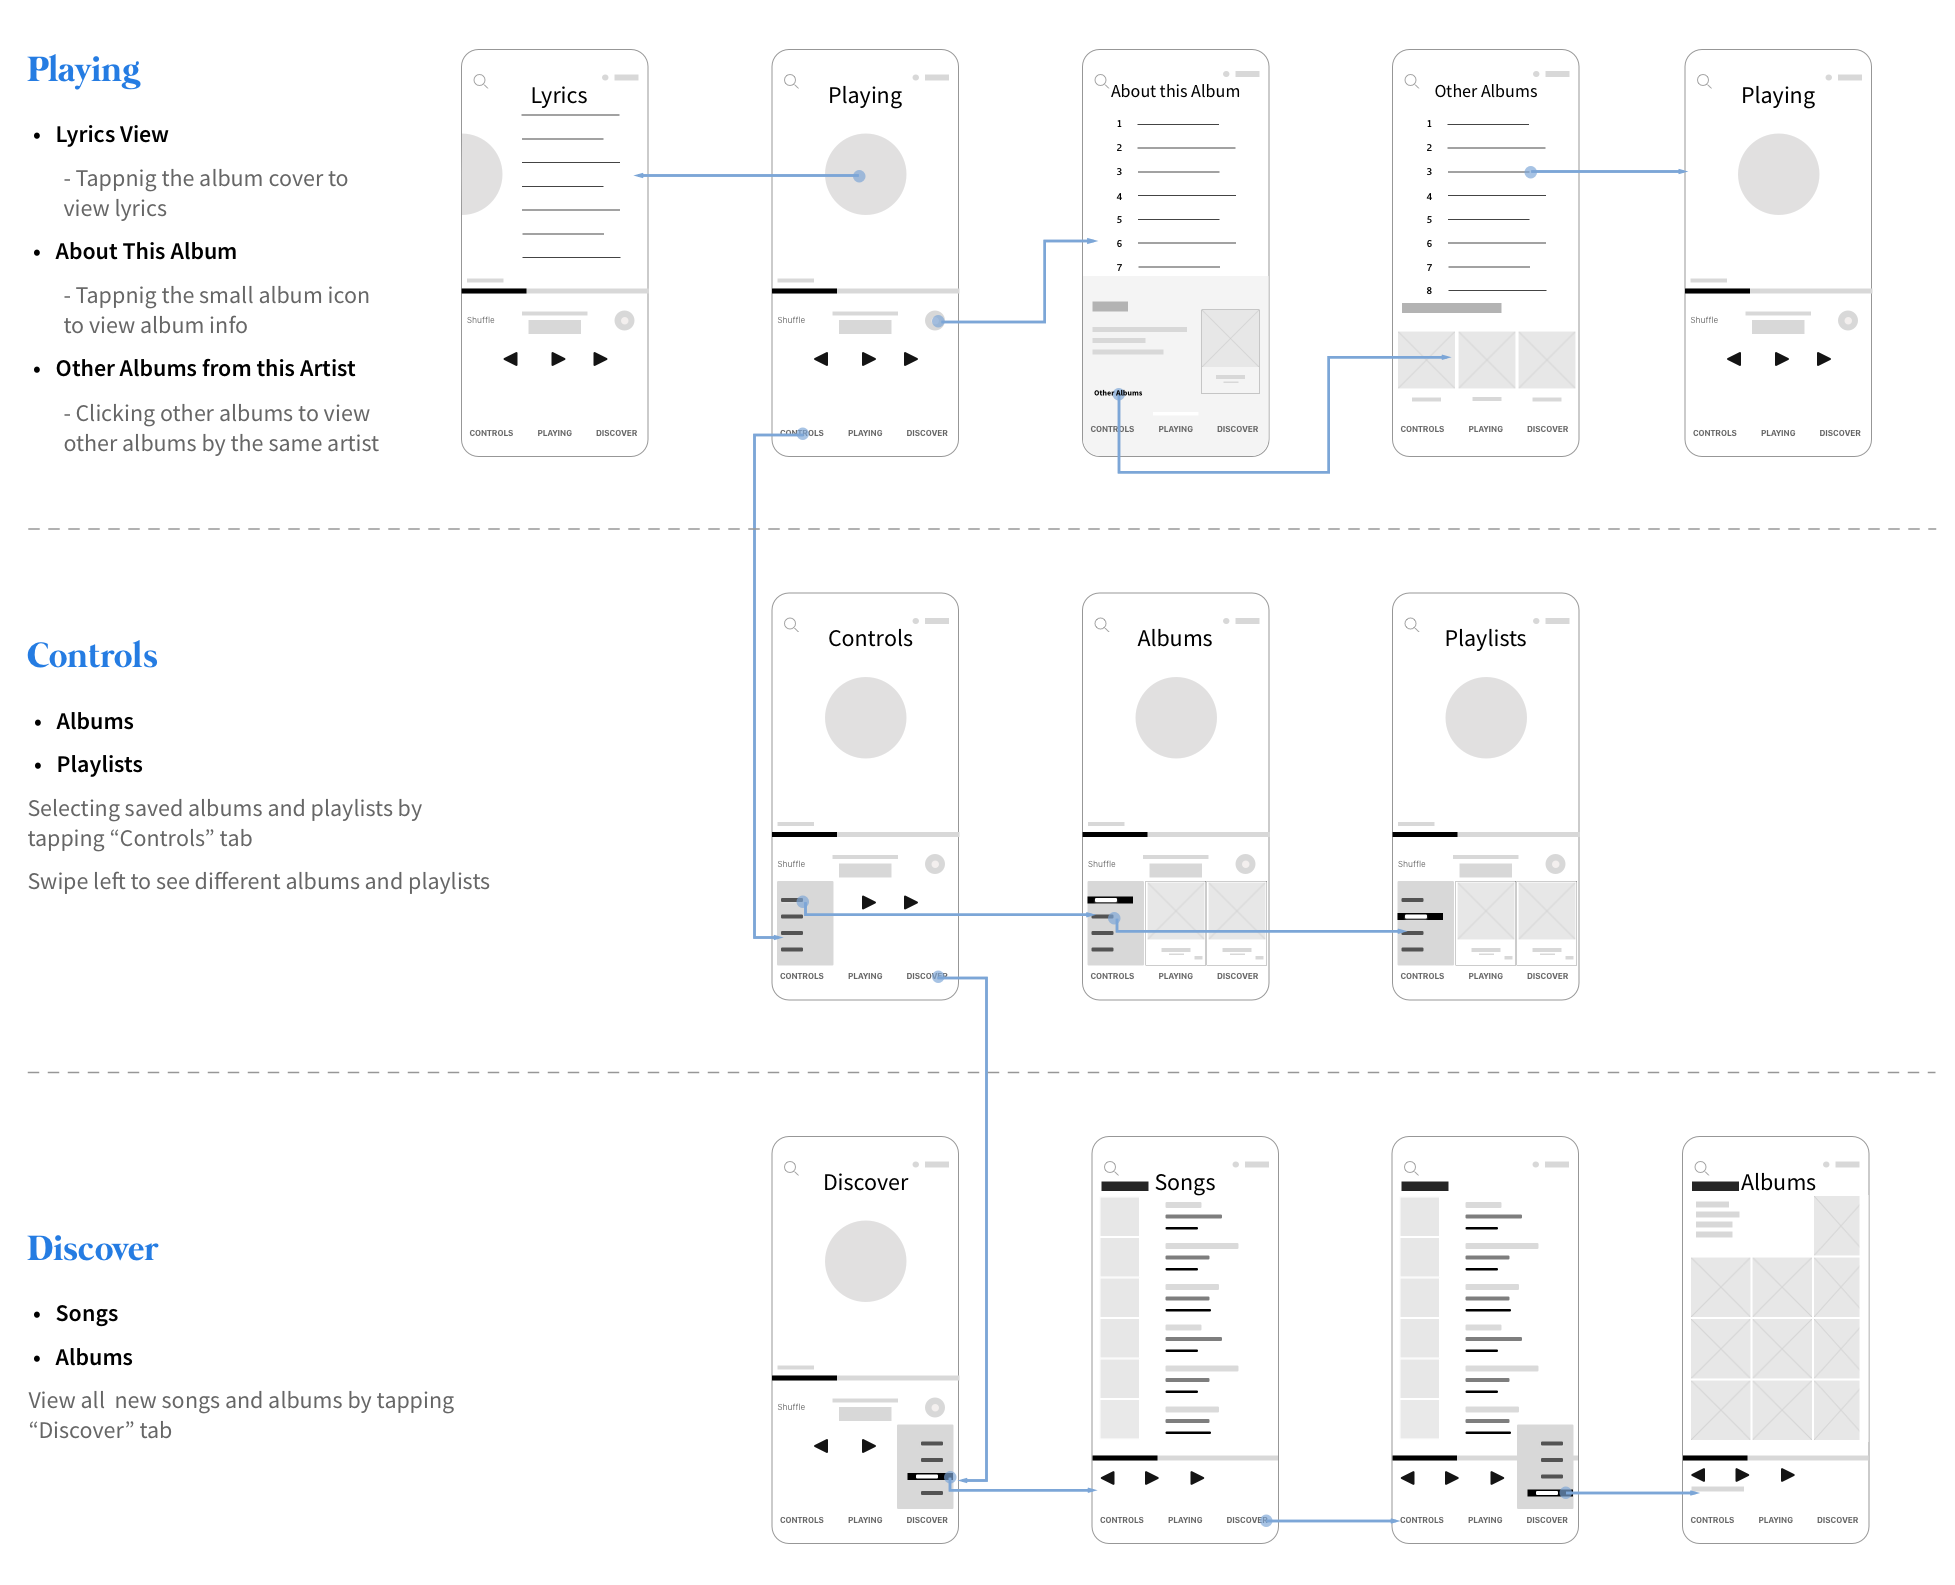 Playing
• Lyrics View
- Tappnig the album cover to
view lyrics
• About This Album
- Tappnig the small album icon
to view album info
• Other Albums from this Artist
- Clicking other albums to view
other albums by the same artist
Lyrics
Shuffle
CONTROLS PLAYING DISCOVER
Playing
Shuffle
CONTROLS PLAYING DISCOVER
About this Album
1
2
3
4
5
6
7
Other Albums
CONTROLS PLAYING DISCOVER
Other Albums
1
2
3
4
5
6
7
8
CONTROLS PLAYING DISCOVER
Playing
Shuffle
CONTROLS PLAYING DISCOVER
Controls
• Albums
• Playlists
Selecting saved albums and playlists by
tapping “Controls” tab
Swipe left to see different albums and playlists
Controls
Shuffle
CONTROLS PLAYING DISCOVER
Albums
Shuffle
CONTROLS PLAYING DISCOVER
Playlists
Shuffle
CONTROLS PLAYING DISCOVER
Discover
• Songs
• Albums
View all new songs and albums by tapping
“Discover” tab
Discover
Shuffle
CONTROLS PLAYING DISCOVER
Songs
CONTROLS PLAYING DISCOVER
CONTROLS PLAYING DISCOVER
Albums
CONTROLS PLAYING DISCOVER